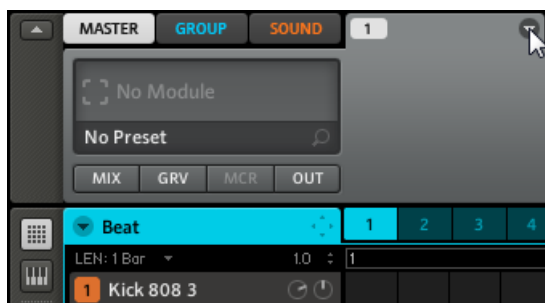 MASTER GROUP SOUND 1
No Module
No Preset
MIX GRV MCR OUT
Beat 1 2 3 4
LEN: 1 Bar 1.0 1
1 Kick 808 3